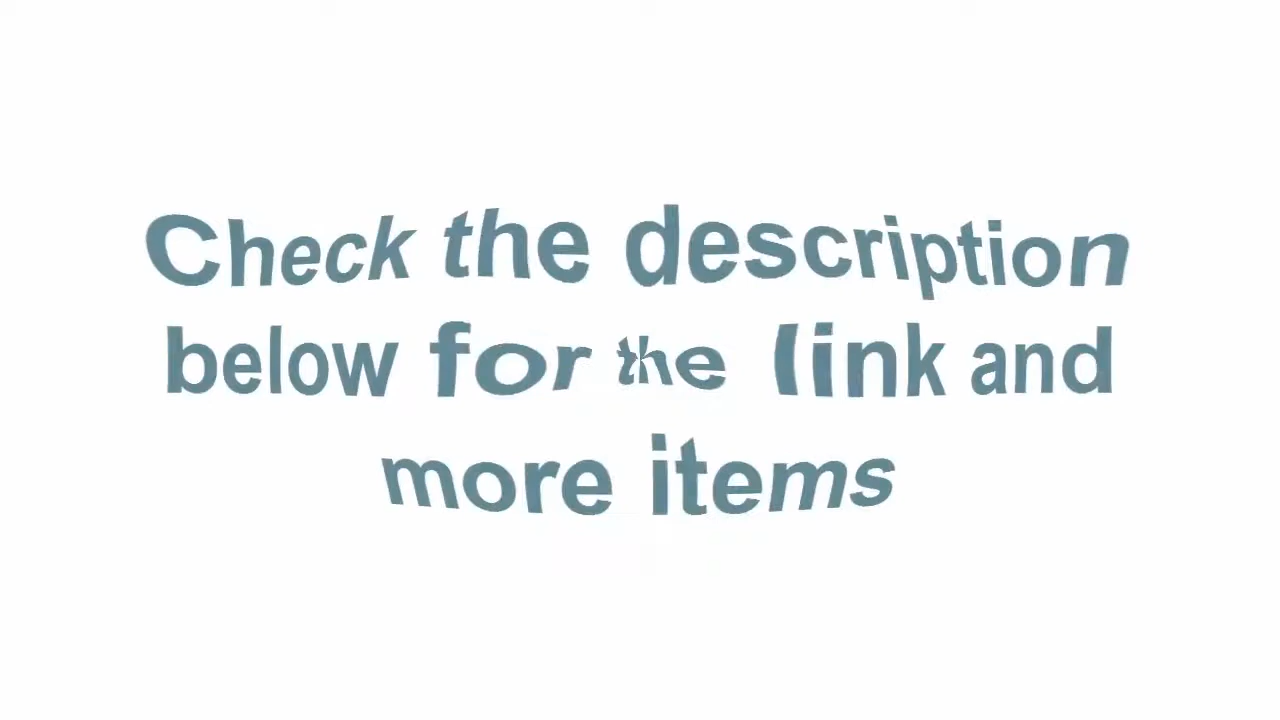 Check the description
below for the link and
more items